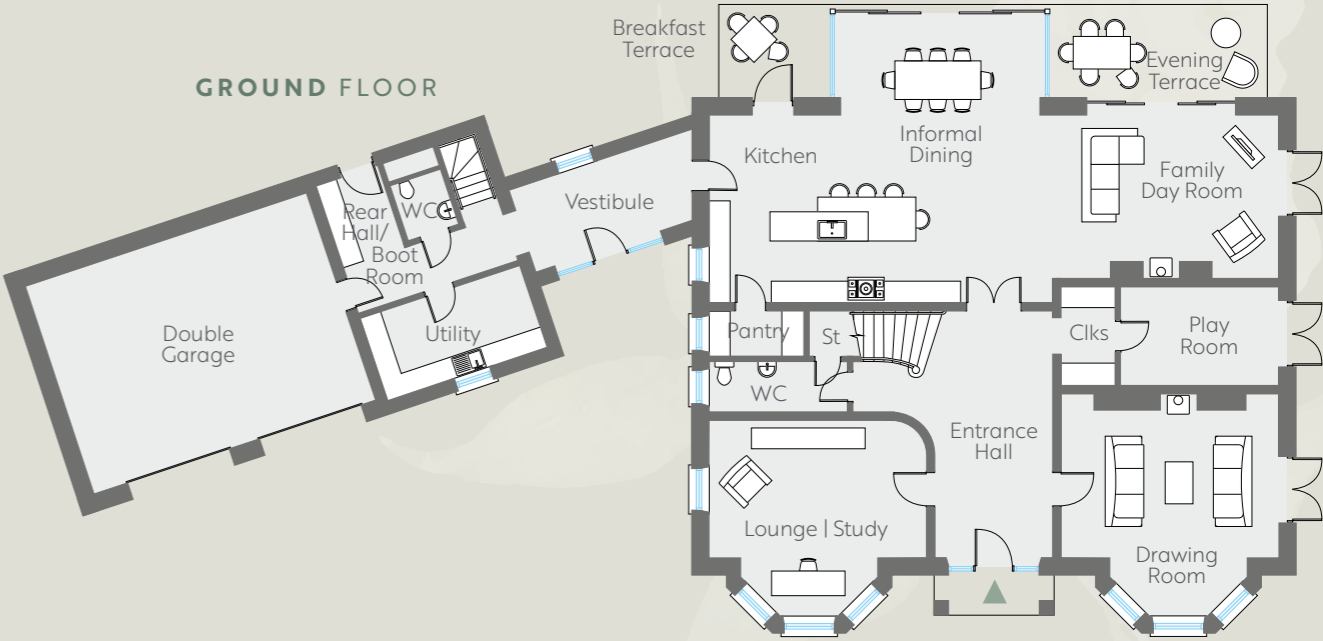 GROUND FLOOR
Breakfast
Terrace
Evening
Terrace
Informal
Dining
Kitchen
Family
Day Room
Vestibule
WC
Rear
Hall/
Boot
Room
Double
Garage
Utility
Pantry
St
Clks
Play
Room
WC
Entrance
Hall
Lounge | Study
Drawing
Room